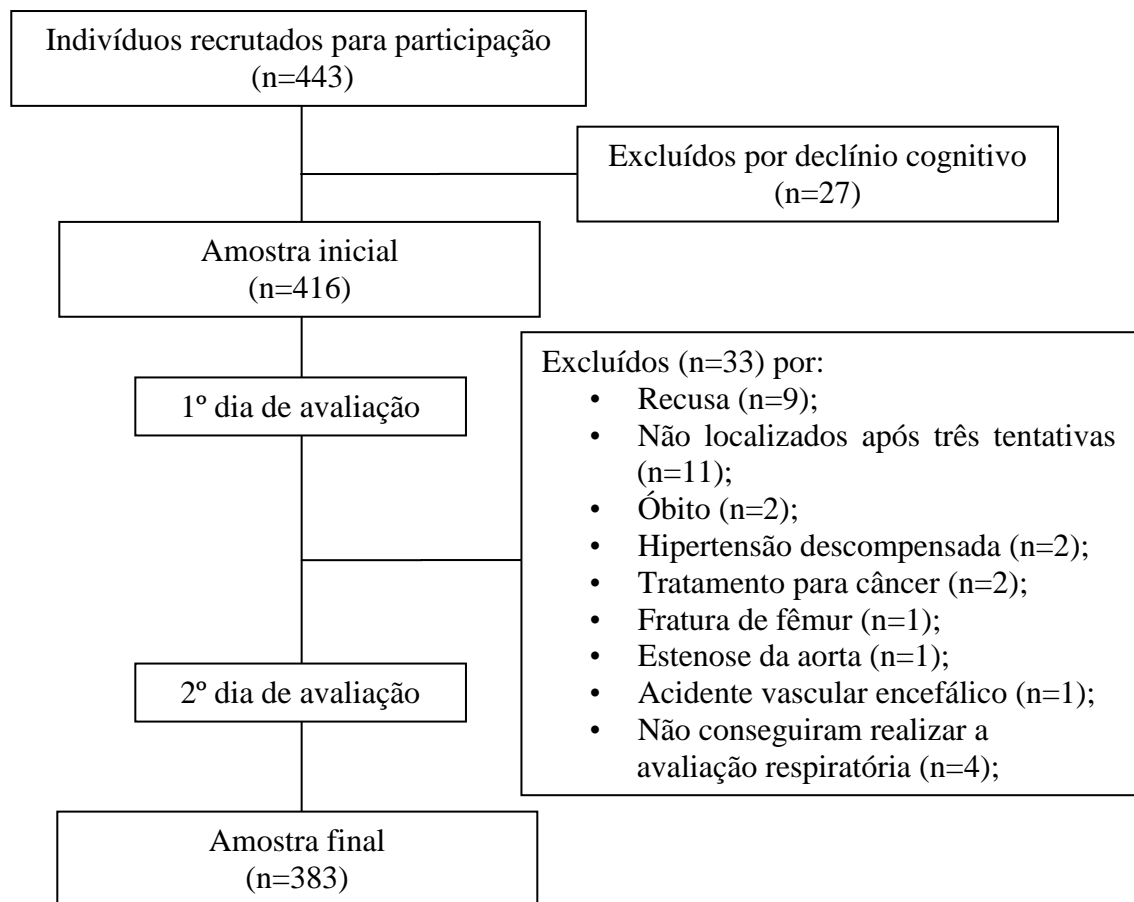 Indivíduos recrutados para participação
(n=443)
Excluídos por declínio cognitivo
(n=27)
Amostra inicial
(n=416)
Excluídos (n=33) por:
• Recusa (n=9);
• Não localizados após três tentativas
(n=11);
• Óbito (n=2);
• Hipertensão descompensada (n=2);
• Tratamento para câncer (n=2);
• Fratura de fêmur (n=1);
• Estenose da aorta (n=1);
• Acidente vascular encefálico (n=1);
• Não conseguiram realizar a
avaliação respiratória (n=4);
1º dia de avaliação
2º dia de avaliação
Amostra final
(n=383)